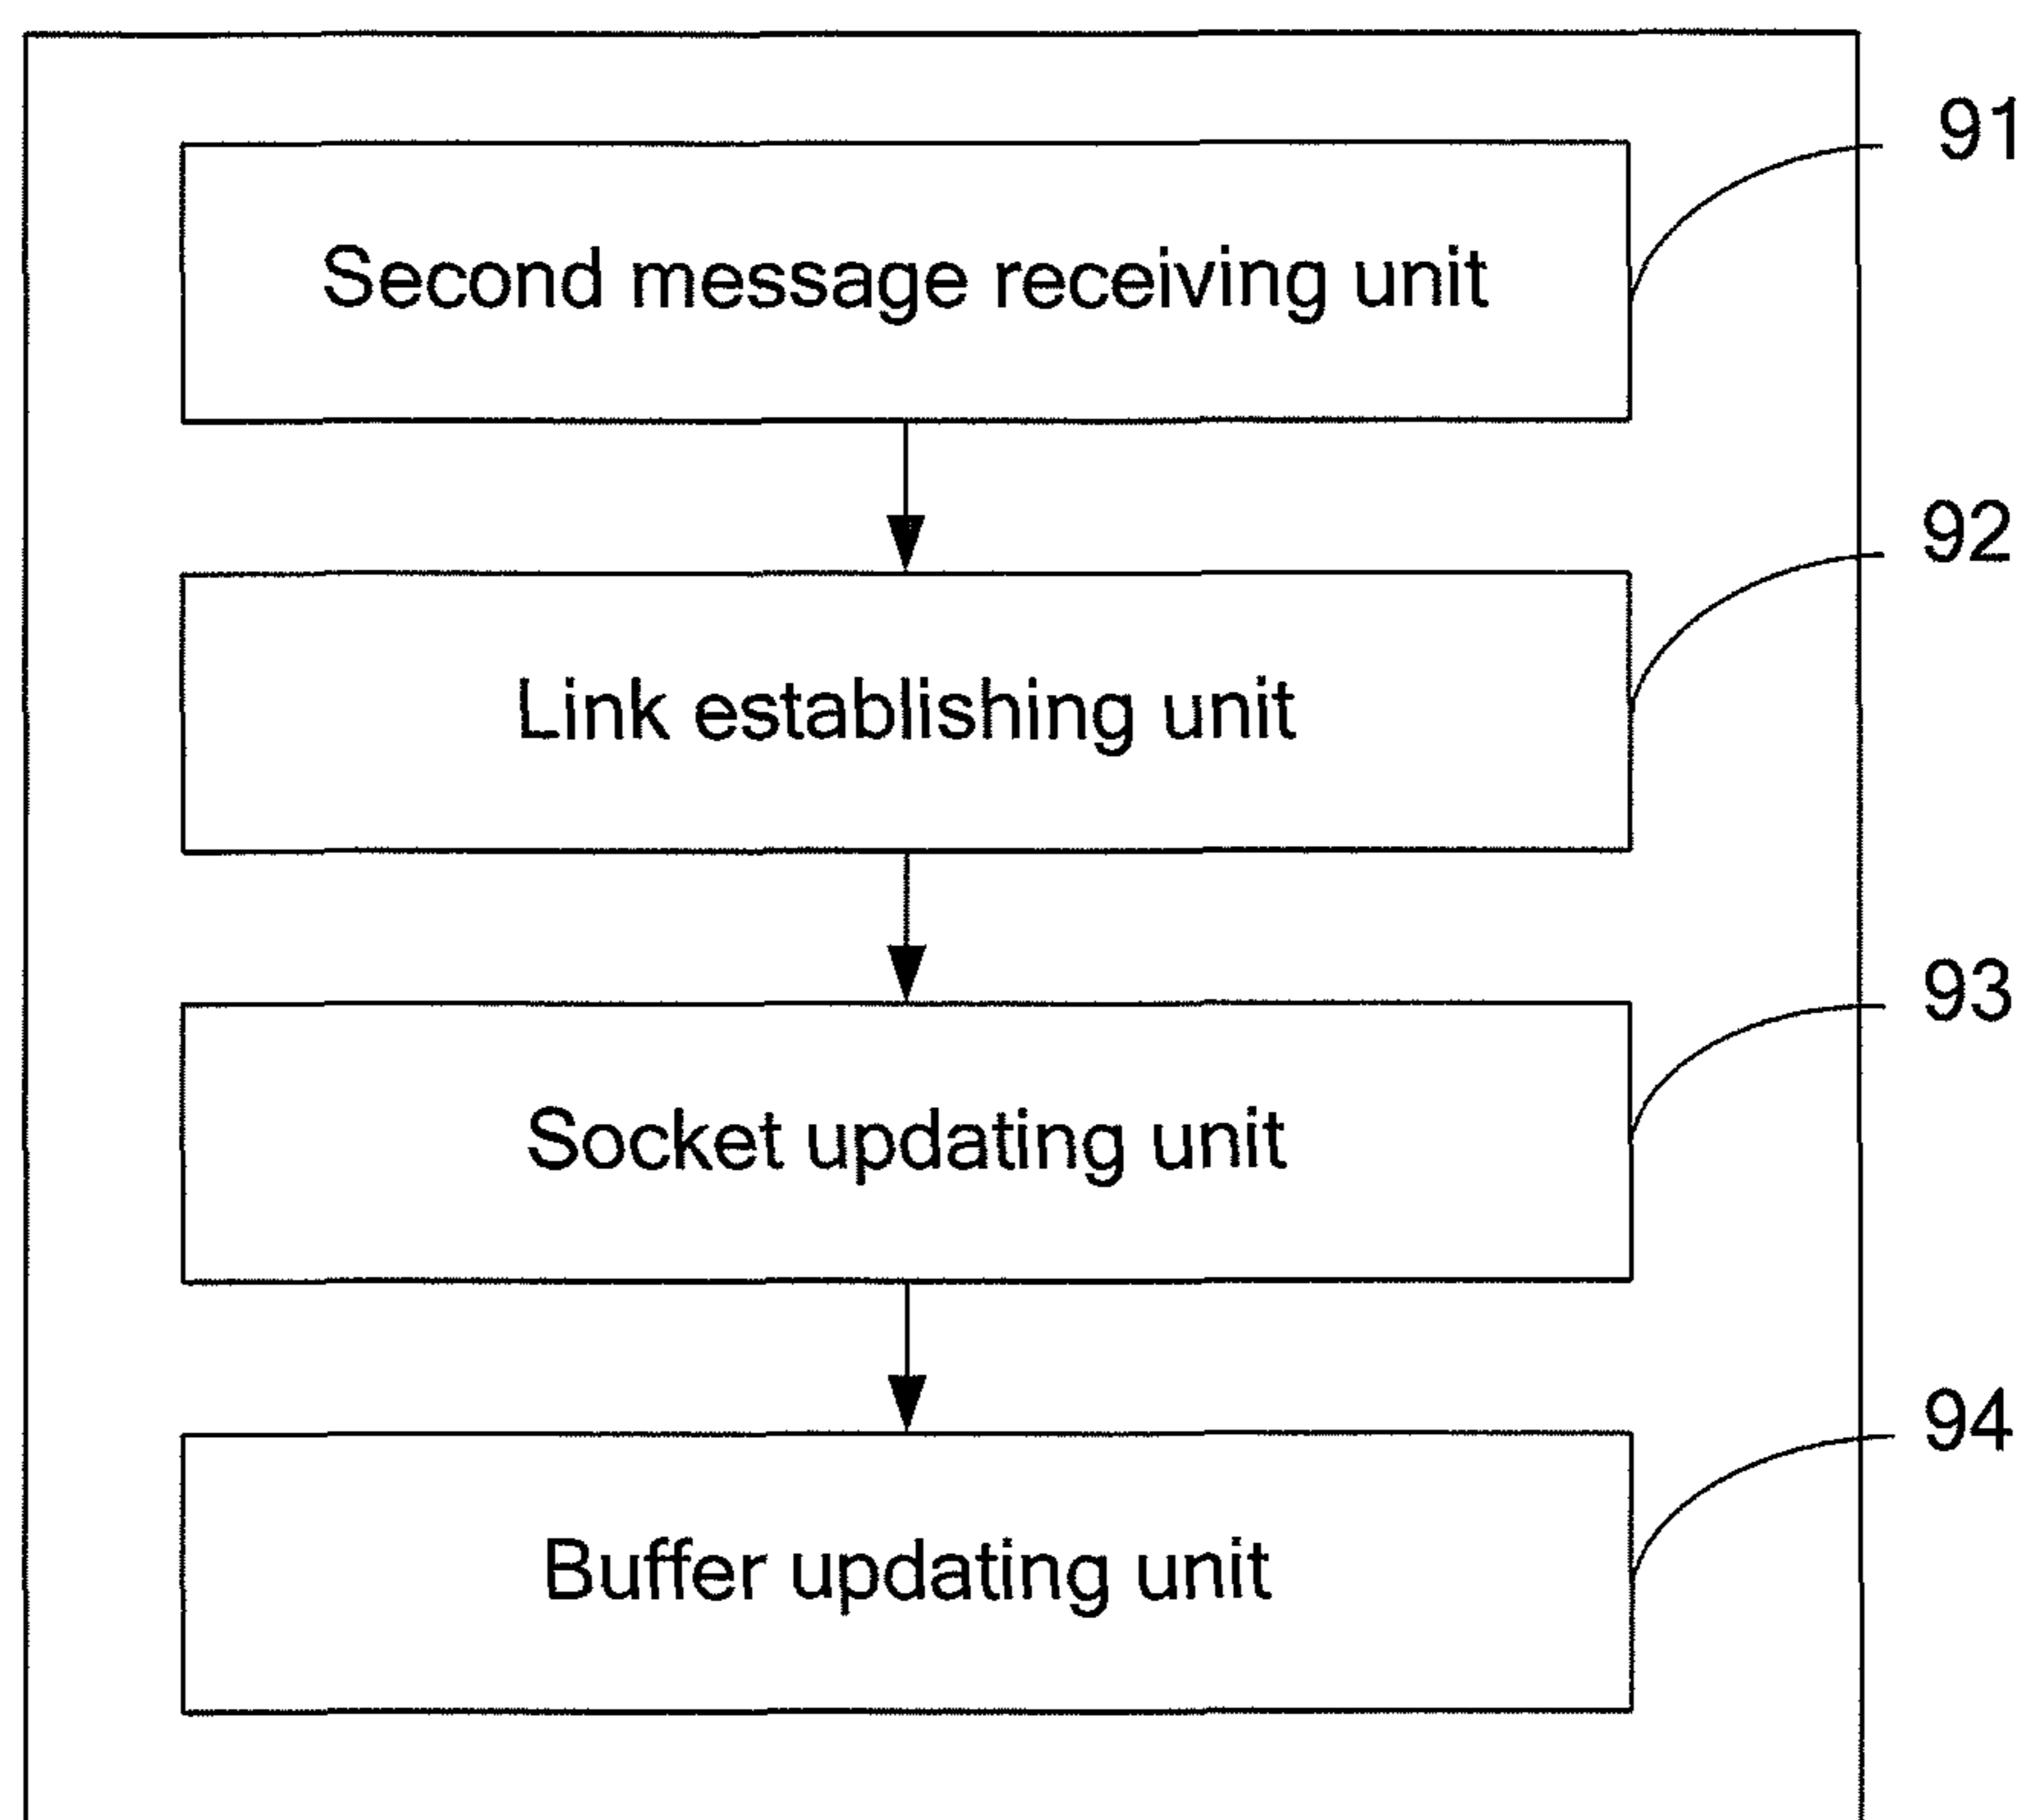 91
Second message receiving unit
92
Link establishing unit
93
Socket updating unit
94
Buffer updating unit